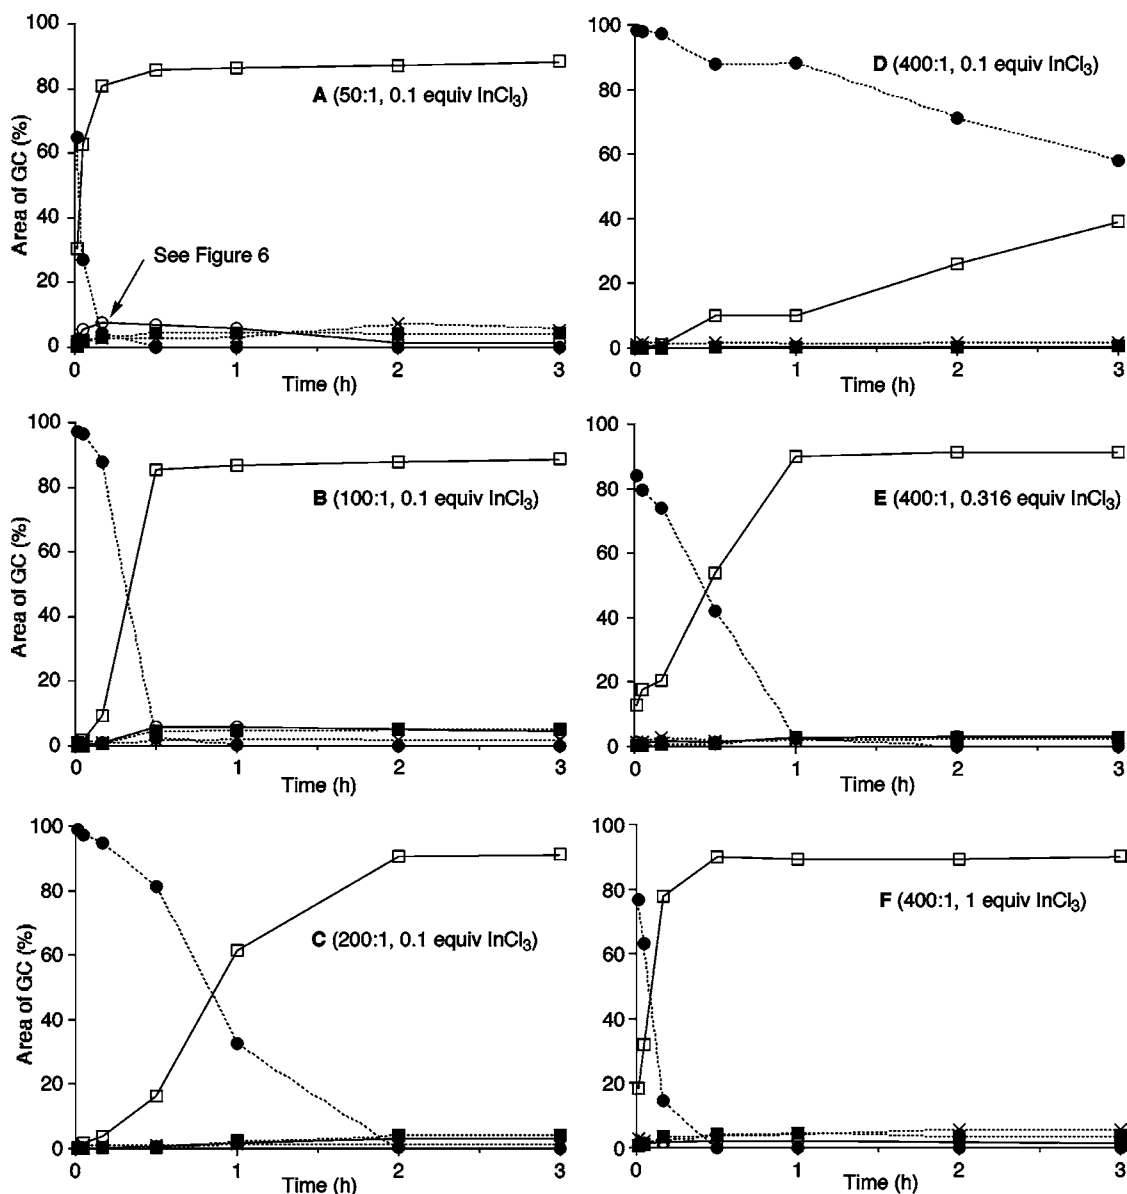 Area of GC (%)
100
80
60
40
20
0
A (50:1, 0.1 equiv InCl3)
See Figure 6
0 1 2 3
Time (h)
100
80
60
40
20
0
D (400:1, 0.1 equiv InCl3)
0 1 2 3
Time (h)
Area of GC (%)
100
80
60
40
20
0
B (100:1, 0.1 equiv InCl3)
0 1 2 3
Time (h)
100
80
60
40
20
0
E (400:1, 0.316 equiv InCl3)
0 1 2 3
Time (h)
Area of GC (%)
100
80
60
40
20
0
C (200:1, 0.1 equiv InCl3)
0 1 2 3
Time (h)
100
80
60
40
20
0
F (400:1, 1 equiv InCl3)
0 1 2 3
Time (h)